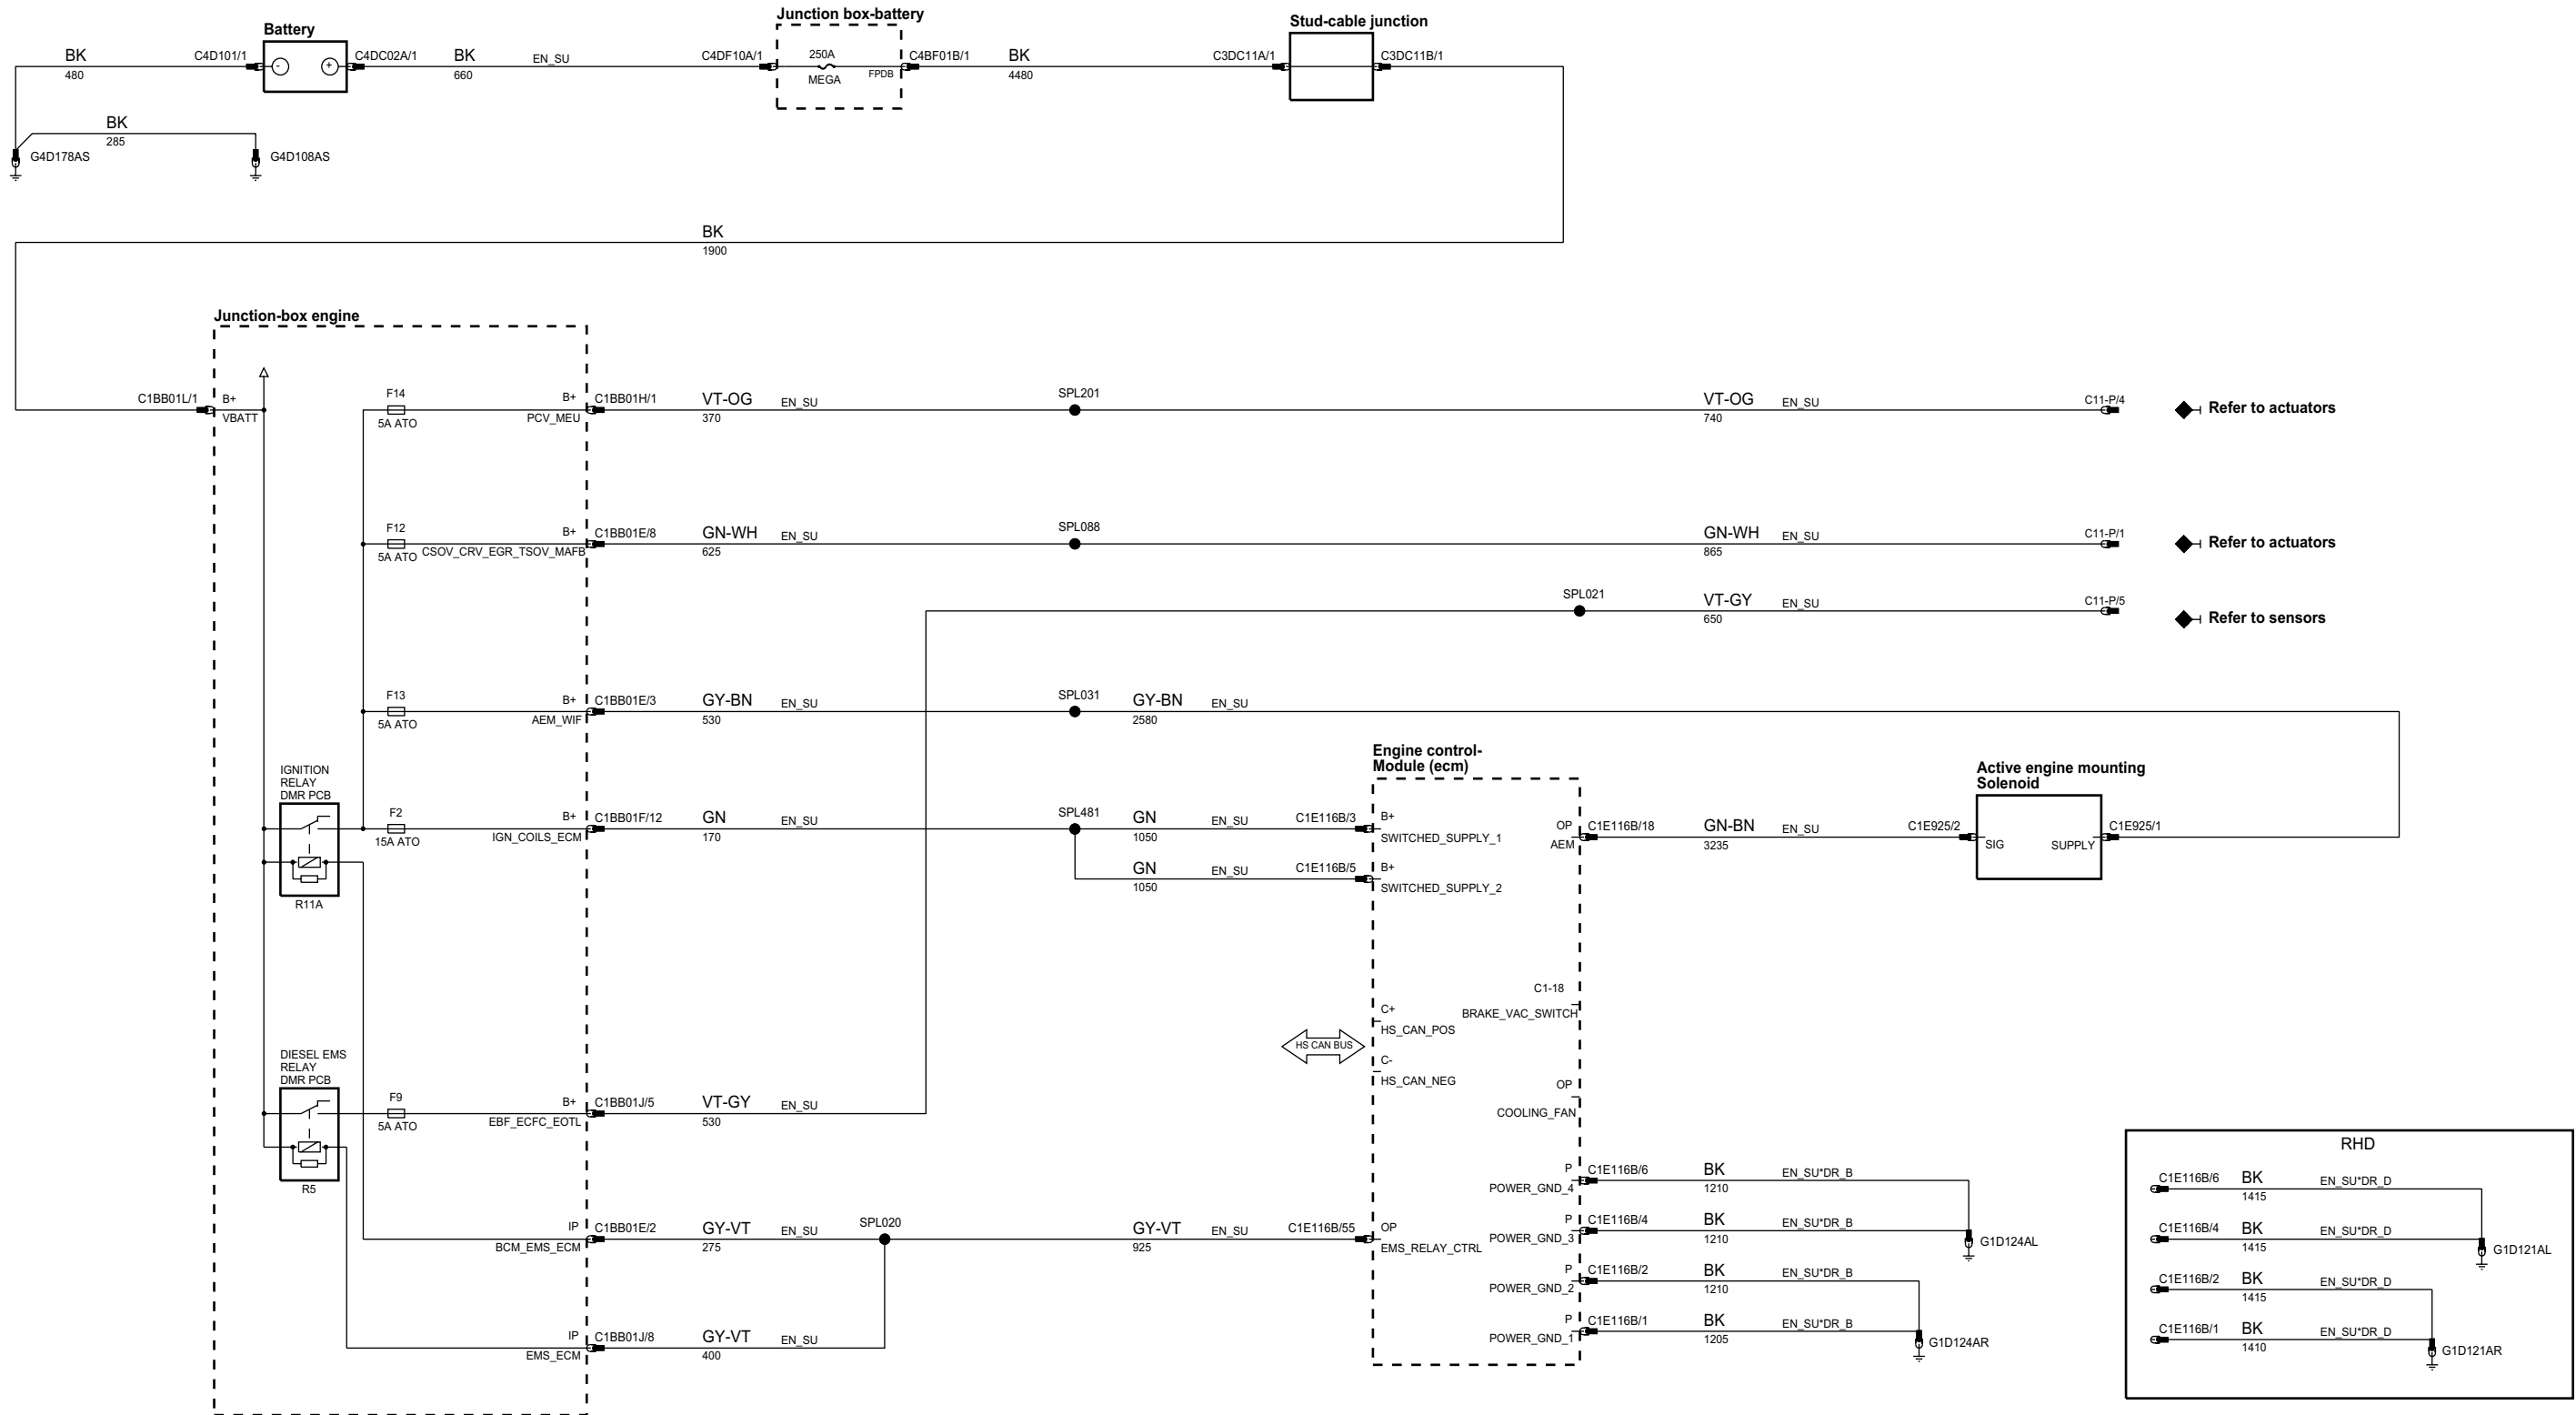 Junction box-battery
Battery
Stud-cable junction
BK
480
C4D101/1
-
+
C4DC02A/1
BK
660
EN_SU
C4DF10A/1
250A
MEGA
FPDB
C4BF01B/1
BK
4480
C3DC11A/1
C3DC11B/1
BK
285
G4D178AS
G4D108AS
BK
1900
Junction-box engine
C1BB01L/1
B+
VBATT
F14
5A ATO
B+
PCV_MEU
C1BB01H/1
VT-OG
370
EN_SU
SPL201
VT-OG
740
EN_SU
C11-P/4
Refer to actuators
F12
5A ATO
B+
CSOV_CRV_EGR_TSOV_MAFB
C1BB01E/8
GN-WH
625
EN_SU
SPL088
GN-WH
865
EN_SU
C11-P/1
Refer to actuators
SPL021
VT-GY
650
EN_SU
C11-P/5
Refer to sensors
F13
5A ATO
B+
AEM_WIF
C1BB01E/3
GY-BN
530
EN_SU
SPL031
GY-BN
2580
EN_SU
Engine control-
Module (ecm)
Active engine mounting
Solenoid
IGNITION
RELAY
DMR PCB
R11A
F2
15A ATO
B+
IGN_COILS_ECM
C1BB01F/12
GN
170
EN_SU
SPL481
GN
1050
EN_SU
C1E116B/3
B+
SWITCHED_SUPPLY_1
OP
AEM
C1E116B/18
GN-BN
3235
EN_SU
C1E925/2
SIG
SUPPLY
C1E925/1
GN
1050
EN_SU
C1E116B/5
B+
SWITCHED_SUPPLY_2
C1-18
BRAKE_VAC_SWITCH
C+
HS_CAN_POS
HS CAN BUS
C-
HS_CAN_NEG
OP
COOLING_FAN
DIESEL EMS
RELAY
DMR PCB
R5
F9
5A ATO
B+
EBF_ECFC_EOTL
C1BB01J/5
VT-GY
530
EN_SU
P
POWER_GND_4
C1E116B/6
BK
1210
EN_SU*DR_B
IP
BCM_EMS_ECM
C1BB01E/2
GY-VT
275
EN_SU
SPL020
GY-VT
925
EN_SU
C1E116B/55
OP
EMS_RELAY_CTRL
P
POWER_GND_3
C1E116B/4
BK
1210
EN_SU*DR_B
G1D124AL
P
POWER_GND_2
C1E116B/2
BK
1210
EN_SU*DR_B
IP
EMS_ECM
C1BB01J/8
GY-VT
400
EN_SU
P
POWER_GND_1
C1E116B/1
BK
1205
EN_SU*DR_B
G1D124AR
RHD
C1E116B/6
BK
1415
EN_SU*DR_D
C1E116B/4
BK
1415
EN_SU*DR_D
G1D121AL
C1E116B/2
BK
1415
EN_SU*DR_D
C1E116B/1
BK
1410
EN_SU*DR_D
G1D121AR